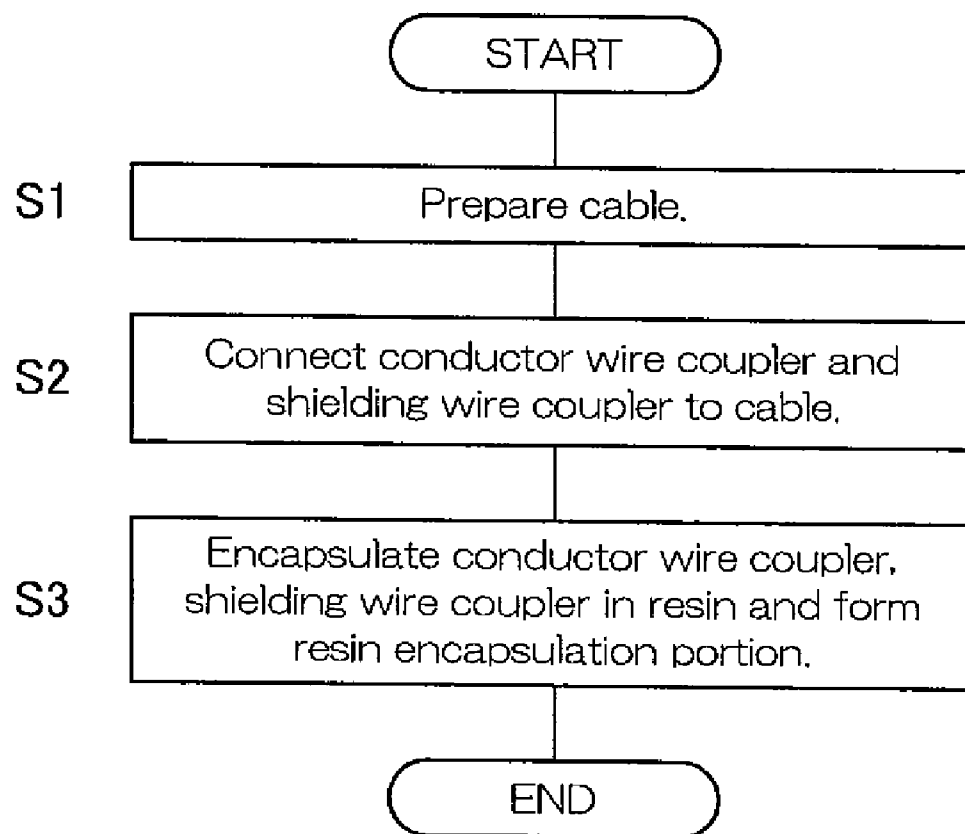 START
S1
Prepare cable.
S2
Connect conductor wire coupler and
shielding wire coupler to cable.
S3
Encapsulate conductor wire coupler,
shielding wire coupler in resin and form
resin encapsulation portion.
END